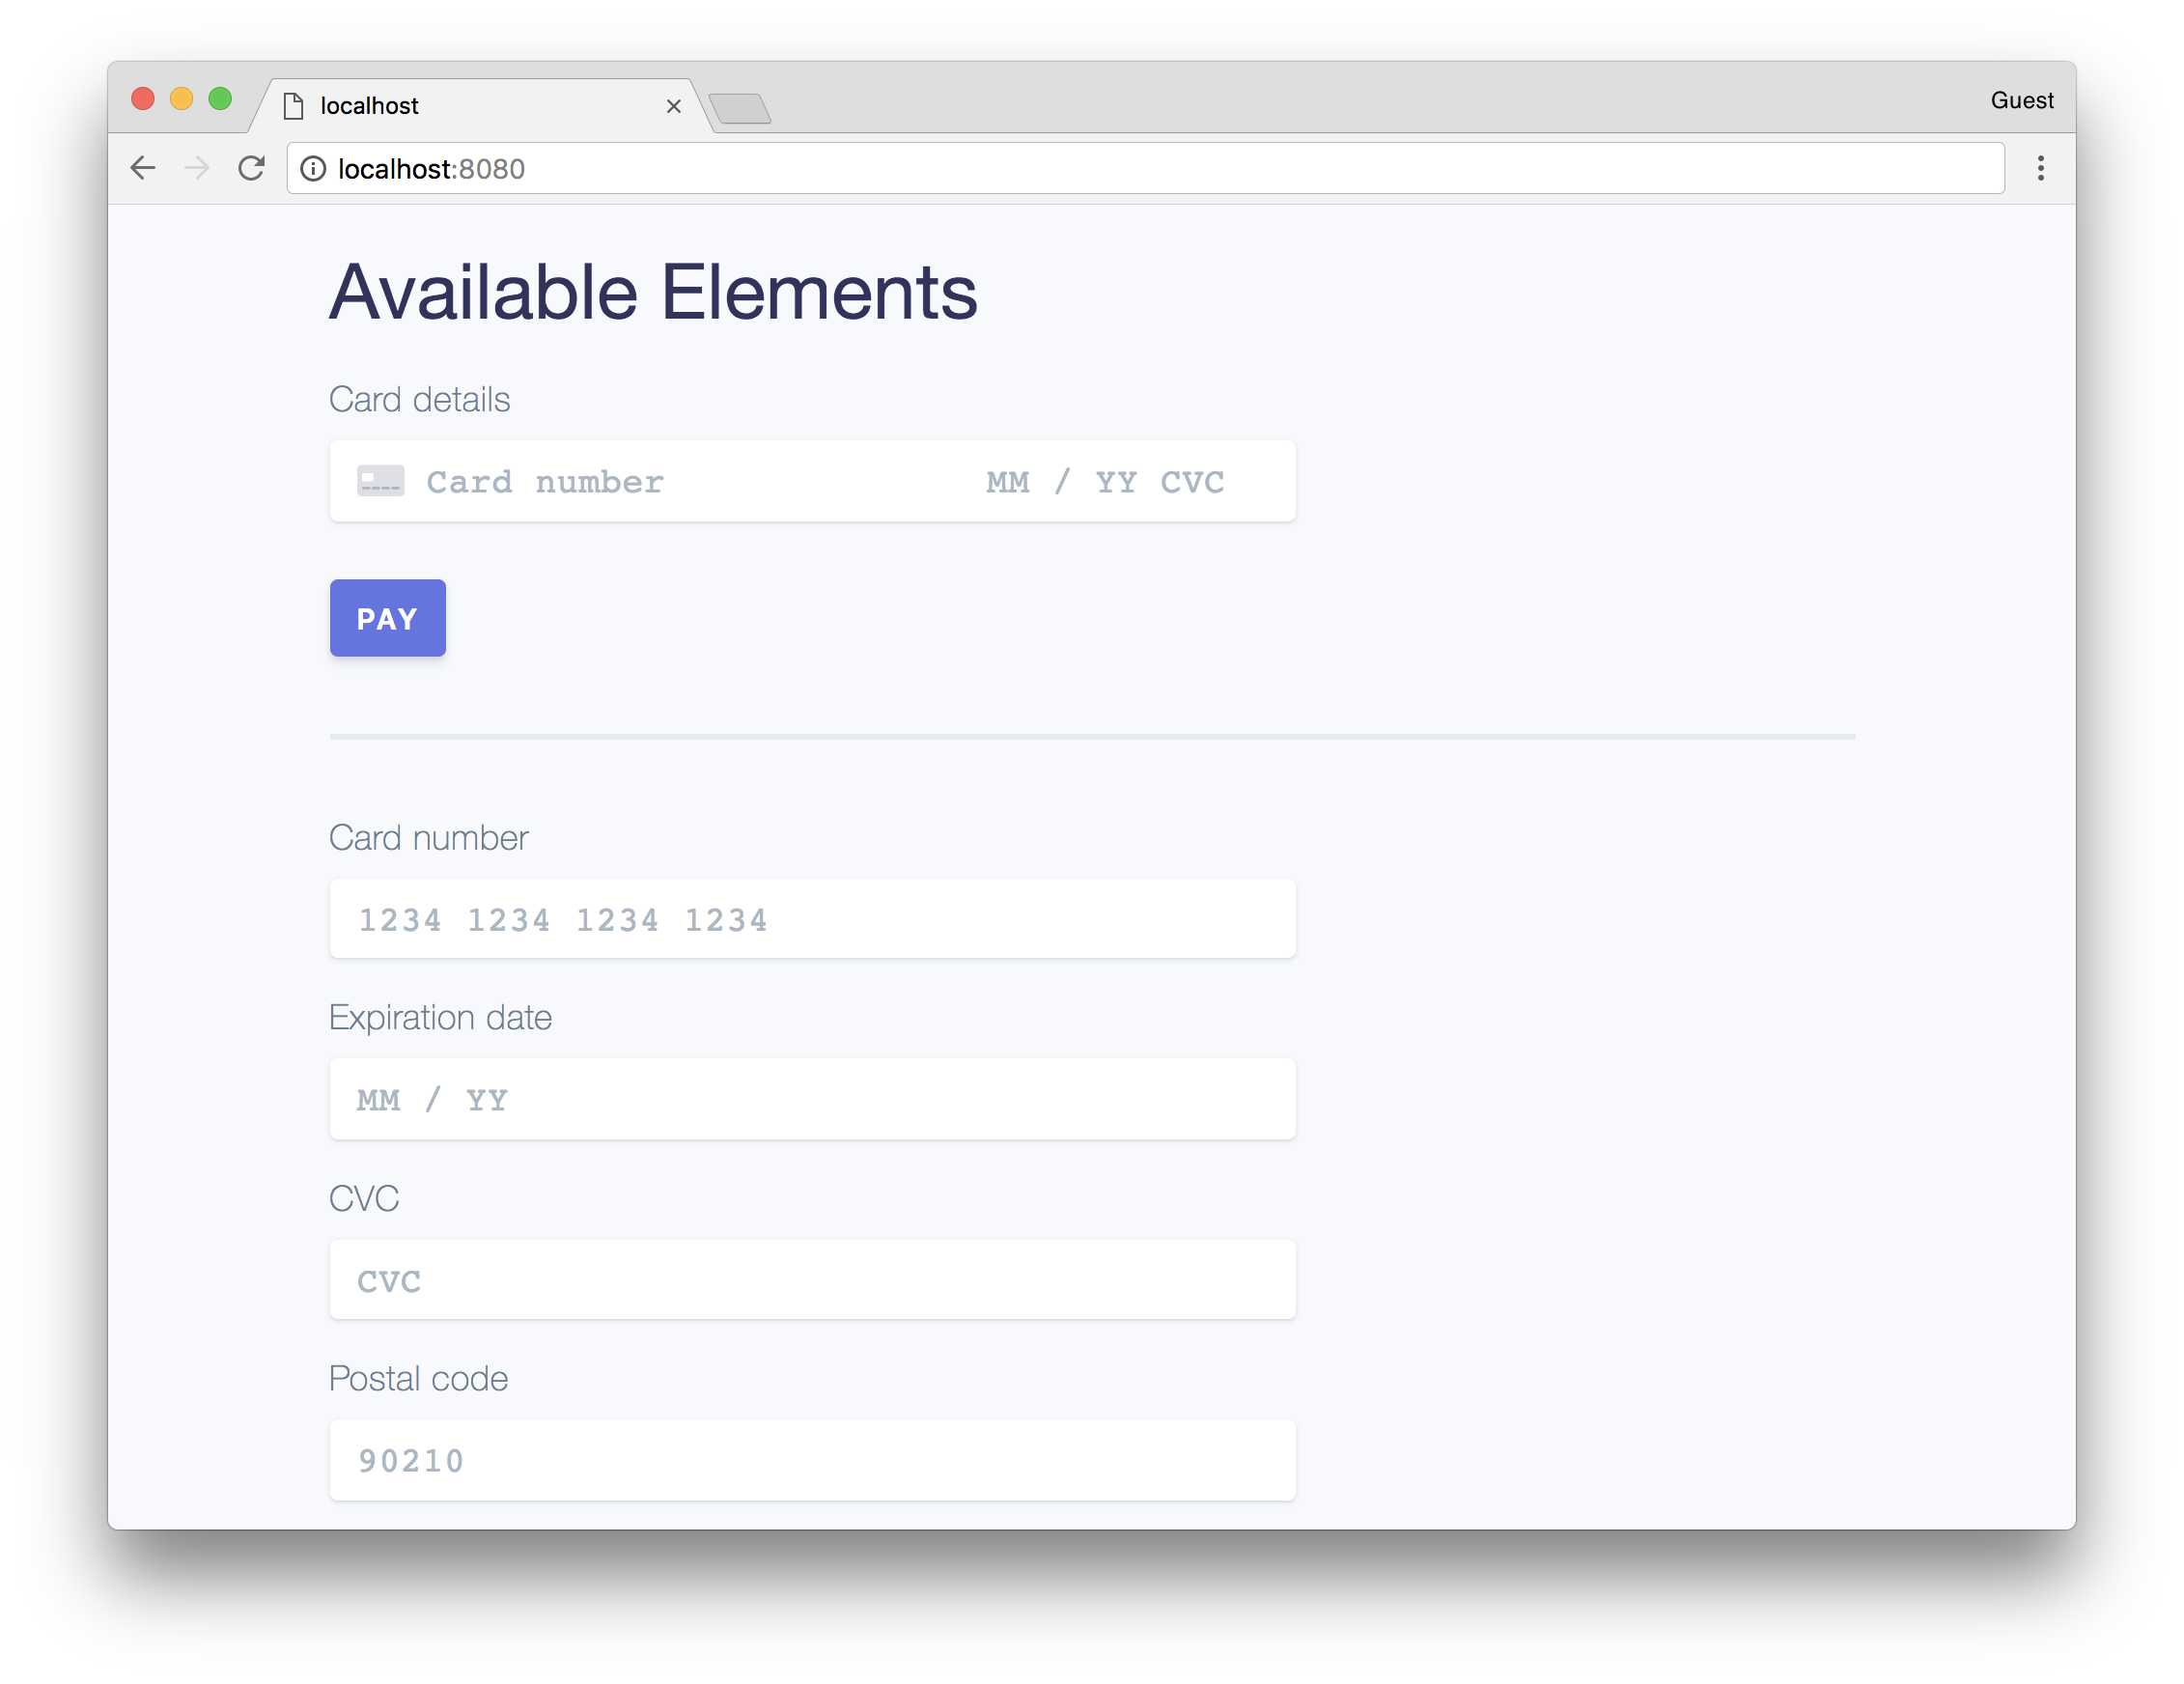 localhost
Guest
localhost:8080
Available Elements
Card details
Card number MM / YY CVC
PAY
Card number
1234 1234 1234 1234
Expiration date
MM / YY
CVC
CVC
Postal code
90210